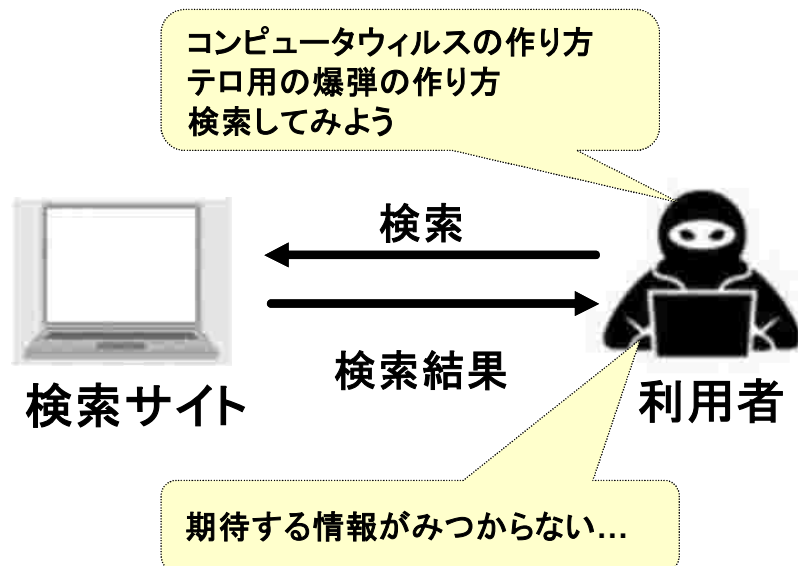 コンピュータウィルスの作り方
テロ用の爆弾の作り方
検索してみよう
検索
検索結果
検索サイト
利用者
期待する情報がみつからない...